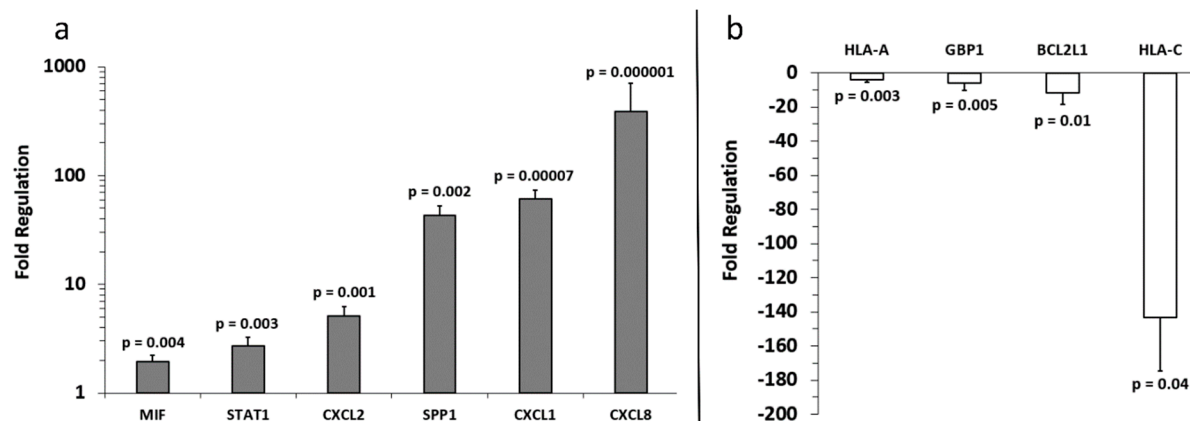 a
Fold Regulation
1000
100
10
1
p = 0.004
p = 0.003
p = 0.001
p = 0.002
p = 0.00007
p = 0.000001
MIF
STAT1
CXCL2
SPP1
CXCL1
CXCL8
b
HLA-A
GBP1
BCL2L1
HLA-C
Fold Regulation
0
-20
-40
-60
-80
-100
-120
-140
-160
-180
-200
p = 0.003
p = 0.005
p = 0.01
p = 0.04